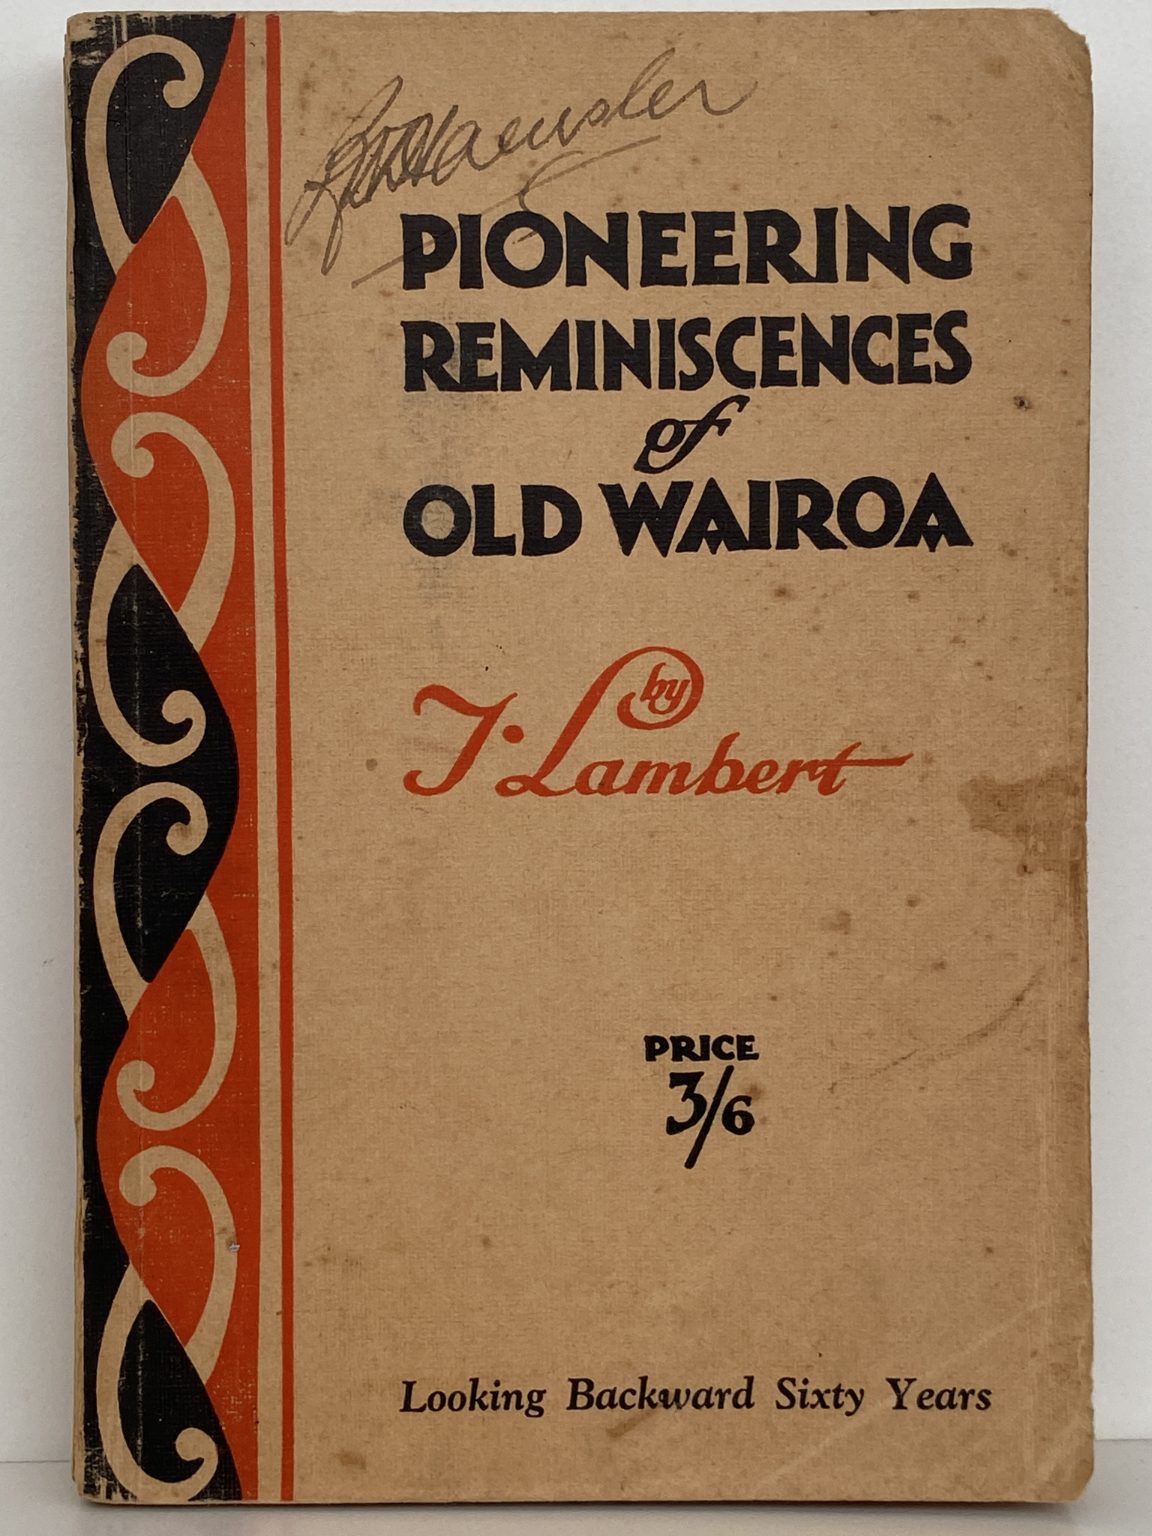 PIONEERING
REMINISCENCES
of
OLD WAIROA
by
T. Lambert
PRICE
3/6
Looking Backward Sixty Years